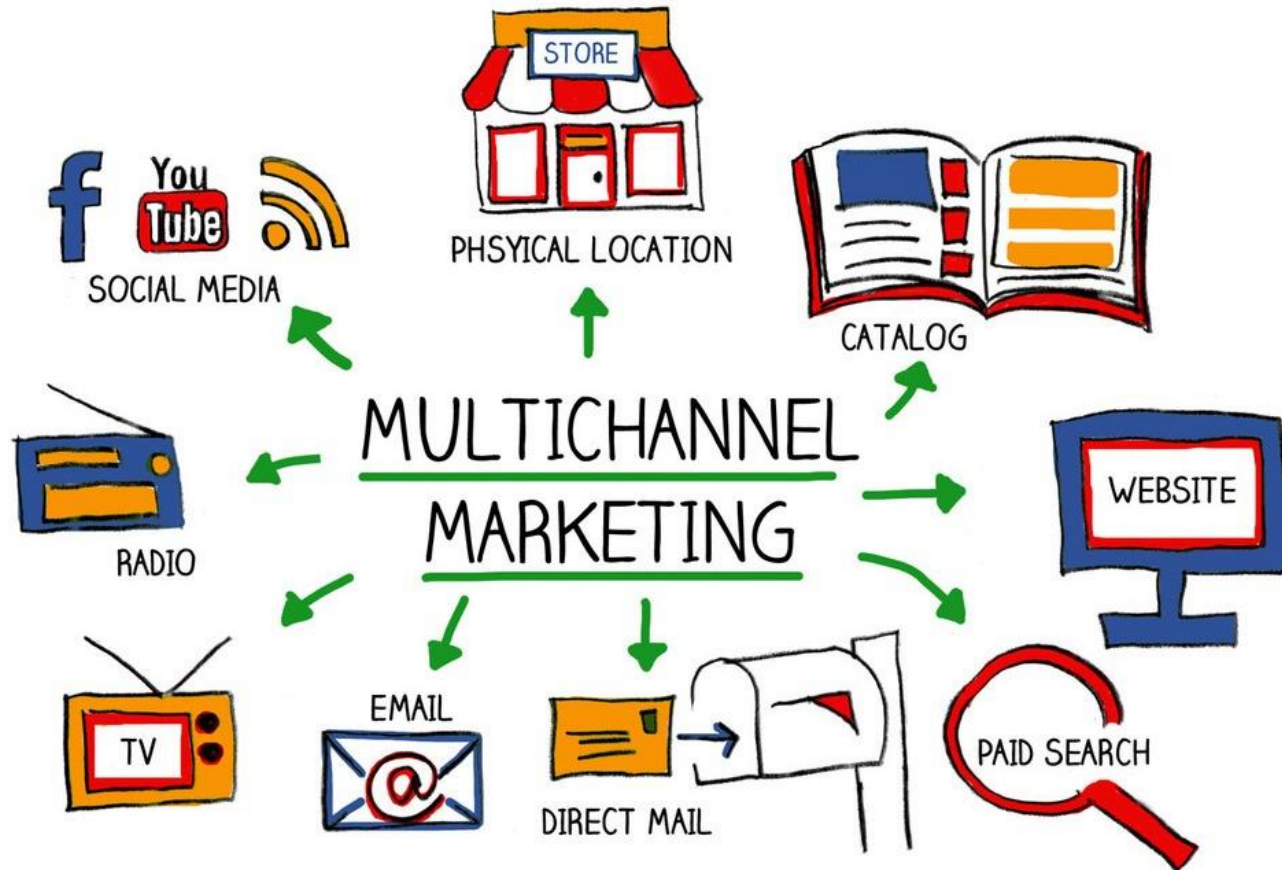 STORE
PHSYICAL LOCATION
f
You
Tube
SOCIAL MEDIA
CATALOG
MULTICHANNEL
MARKETING
WEBSITE
RADIO
TV
EMAIL
@
DIRECT MAIL
PAID SEARCH